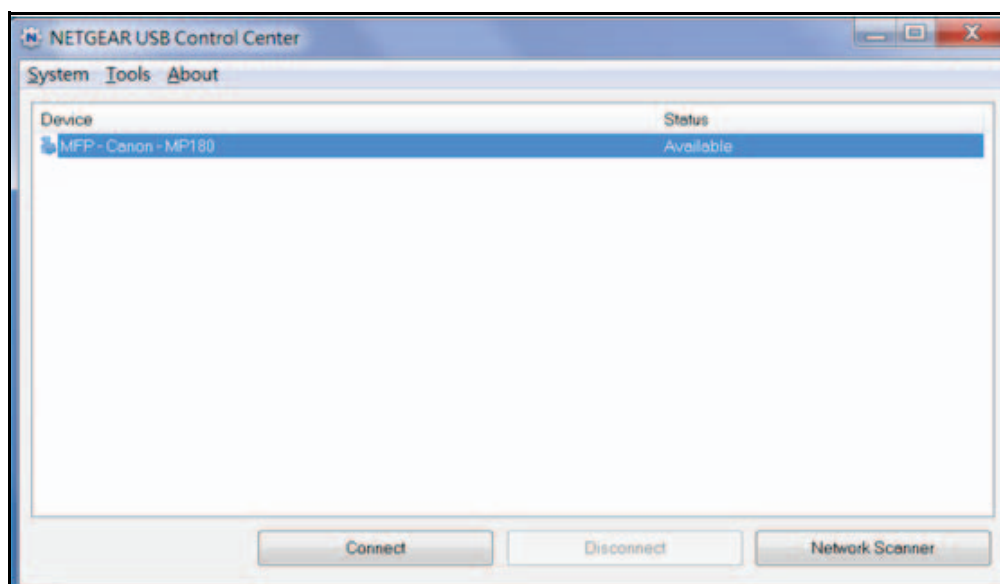 NETGEAR USB Control Center
System Tools About
Device Status
MFP - Canon - MP180 Available
Connect Disconnect Network Scanner